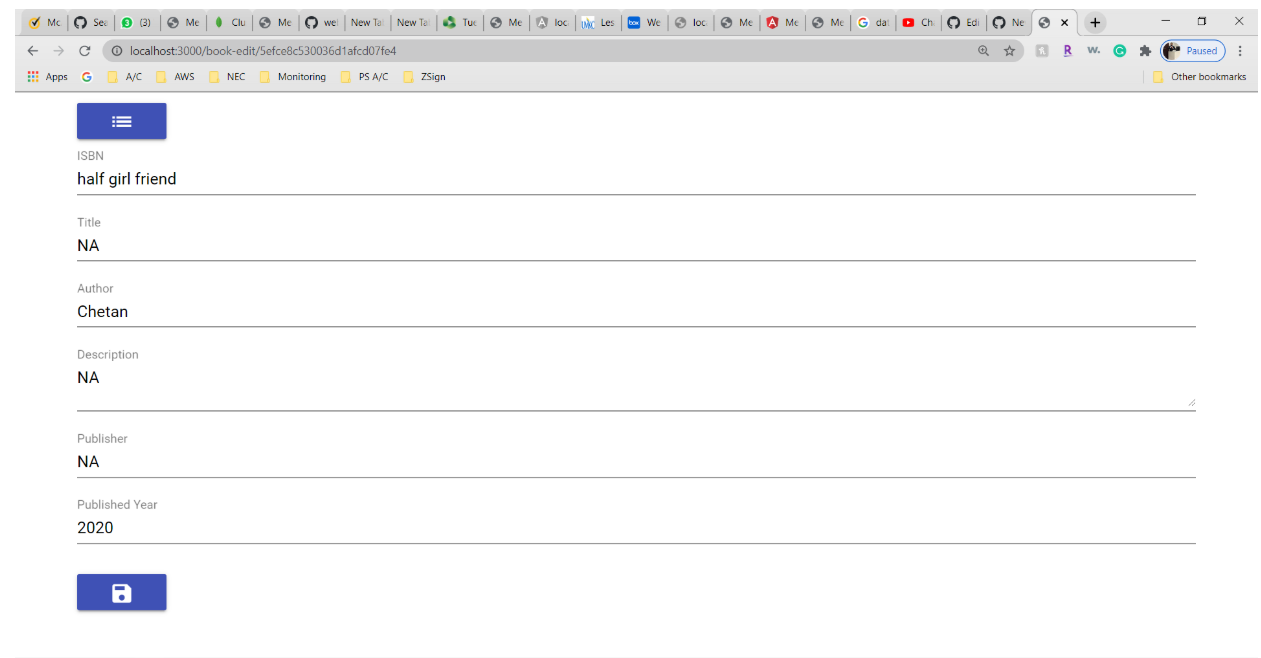 Mc Sea (3) Me Clu Me wel New Ta New Ta Tue Me loc Les We loc Me Me Me dat Ch Edi Ne
localhost:3000/book-edit/5efce8c530036d1afcd07fe4 R w. Paused
Apps A/C AWS NEC Monitoring PS A/C ZSign Other bookmarks
ISBN
half girl friend
Title
NA
Author
Chetan
Description
NA
Publisher
NA
Published Year
2020